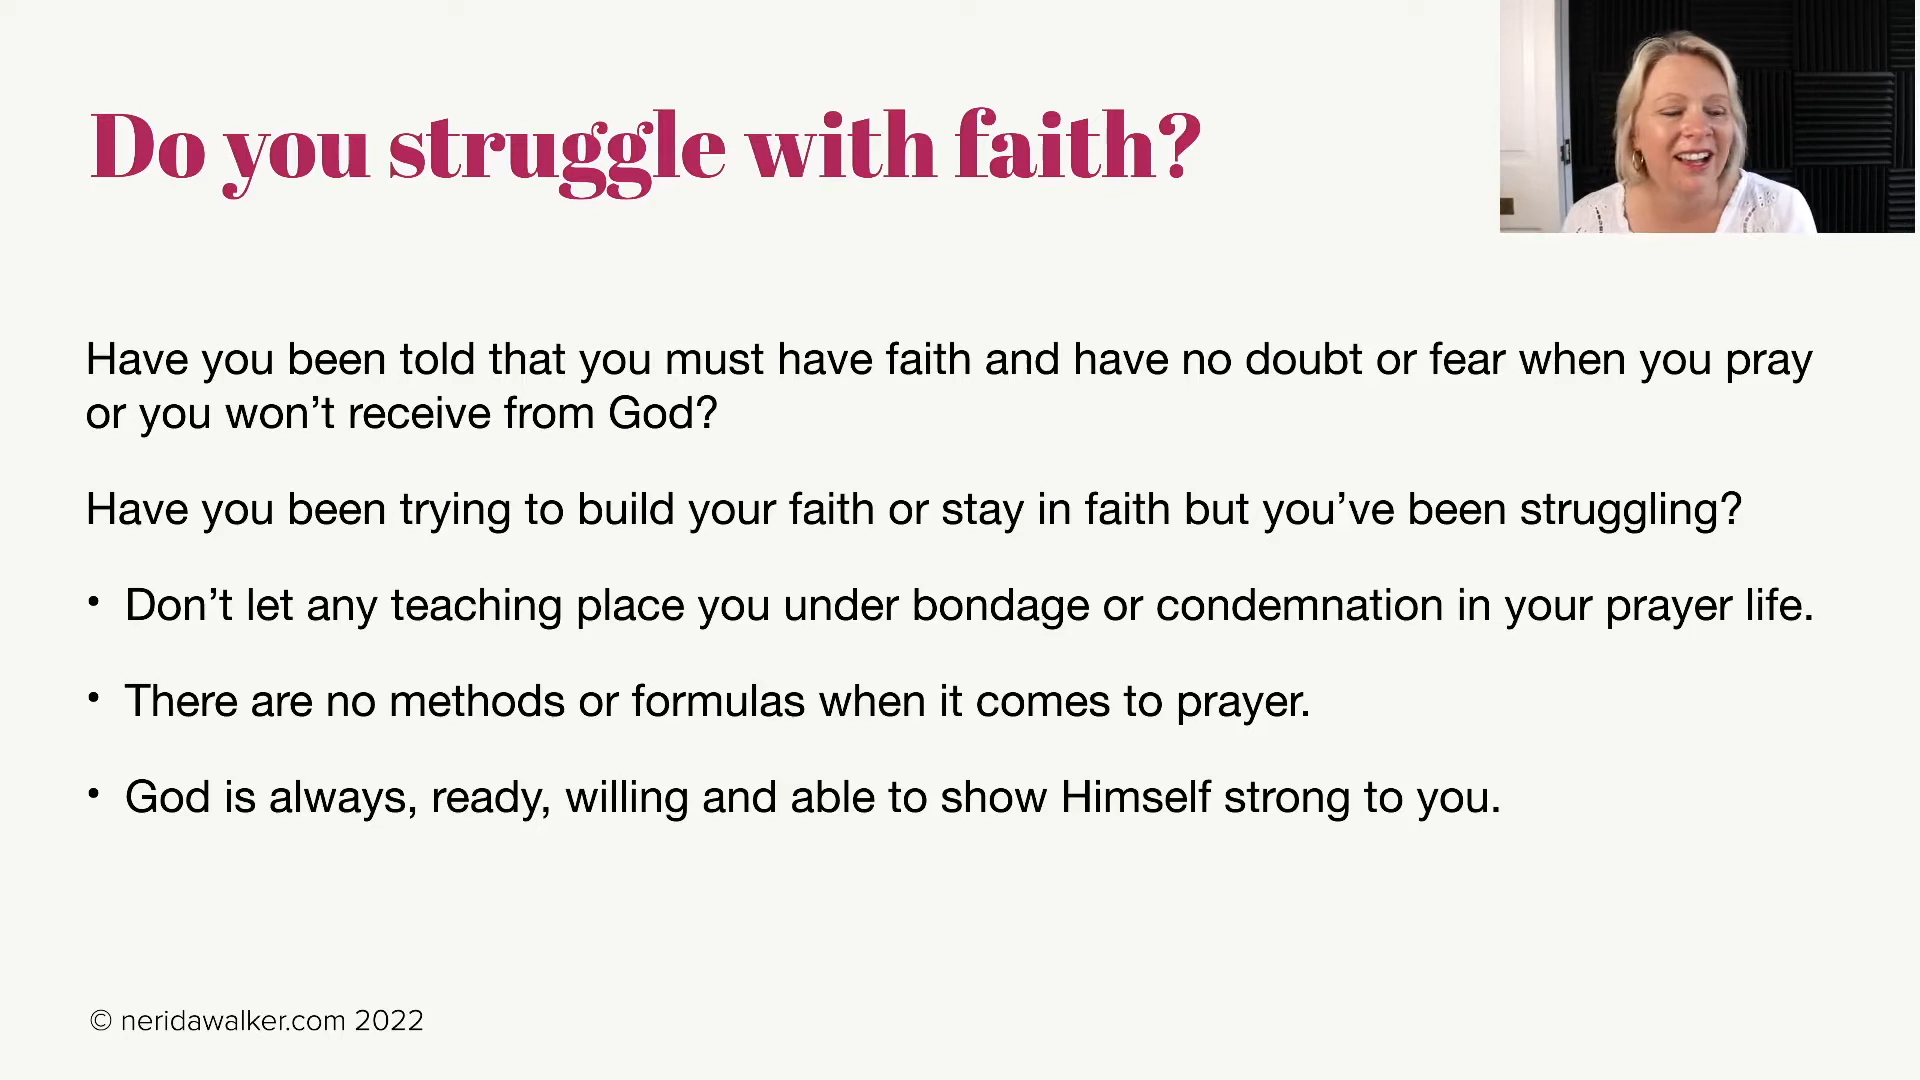 Do you struggle with faith?
Have you been told that you must have faith and have no doubt or fear when you pray
or you won’t receive from God?
Have you been trying to build your faith or stay in faith but you’ve been struggling?
• Don’t let any teaching place you under bondage or condemnation in your prayer life.
• There are no methods or formulas when it comes to prayer.
• God is always, ready, willing and able to show Himself strong to you.
© neridawalker.com 2022